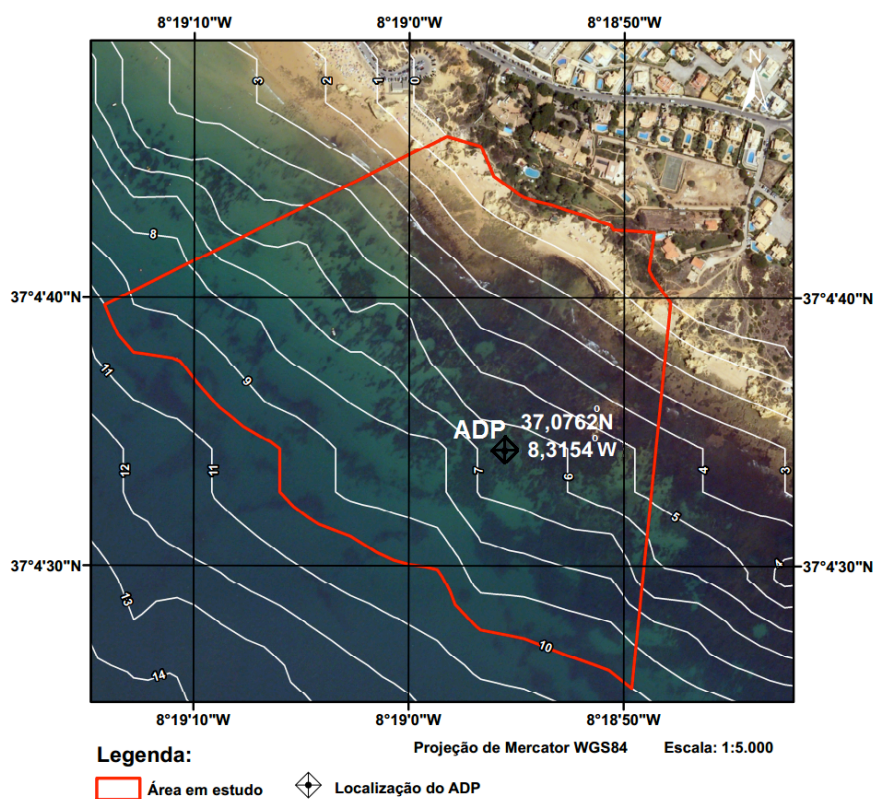 8°19'10"W 8°19'0"W 8°18'50"W
3 2 1 0
N
8
37°4'40" 37°4'40"
11 9
ADP 37,0762°N
8,3154°W
12 11 7 6 4 3
5
37°4'30" 37°4'30"
4
13
10
14
8°19'10"W 8°19'0"W 8°18'50"W
Legenda: Projeção de Mercator WGS84 Escala: 1:5.000
Área em estudo Localização do ADP